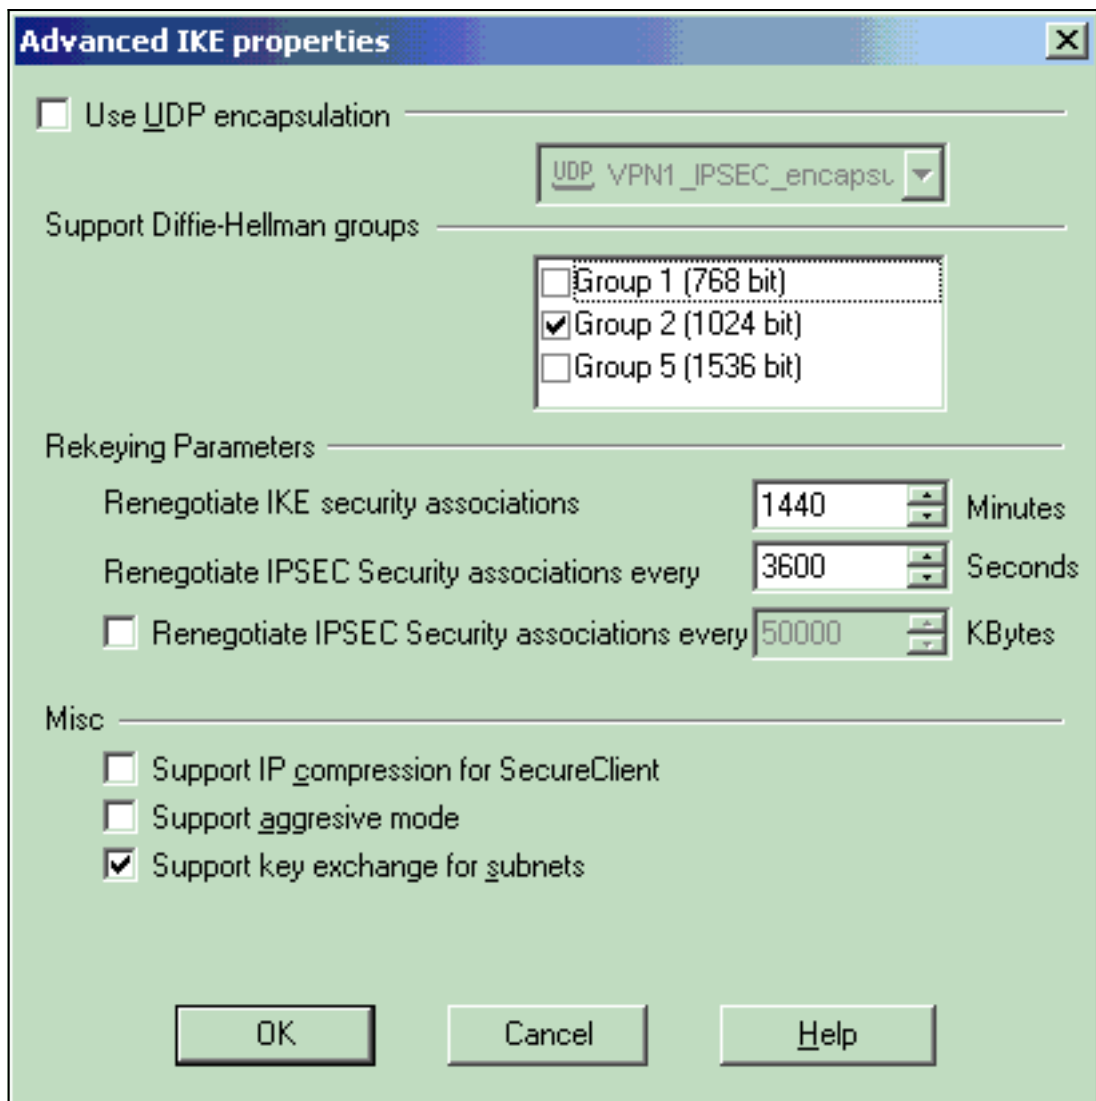 Advanced IKE properties
Use UDP encapsulation
UDP VPN1_IPSEC_encapsu
Support Diffie-Hellman groups
Group 1 (768 bit)
Group 2 (1024 bit)
Group 5 (1536 bit)
Rekeying Parameters
Renegotiate IKE security associations 1440 Minutes
Renegotiate IPSEC Security associations every 3600 Seconds
Renegotiate IPSEC Security associations every 50000 KBytes
Misc
Support IP compression for SecureClient
Support aggresive mode
Support key exchange for subnets
OK Cancel Help